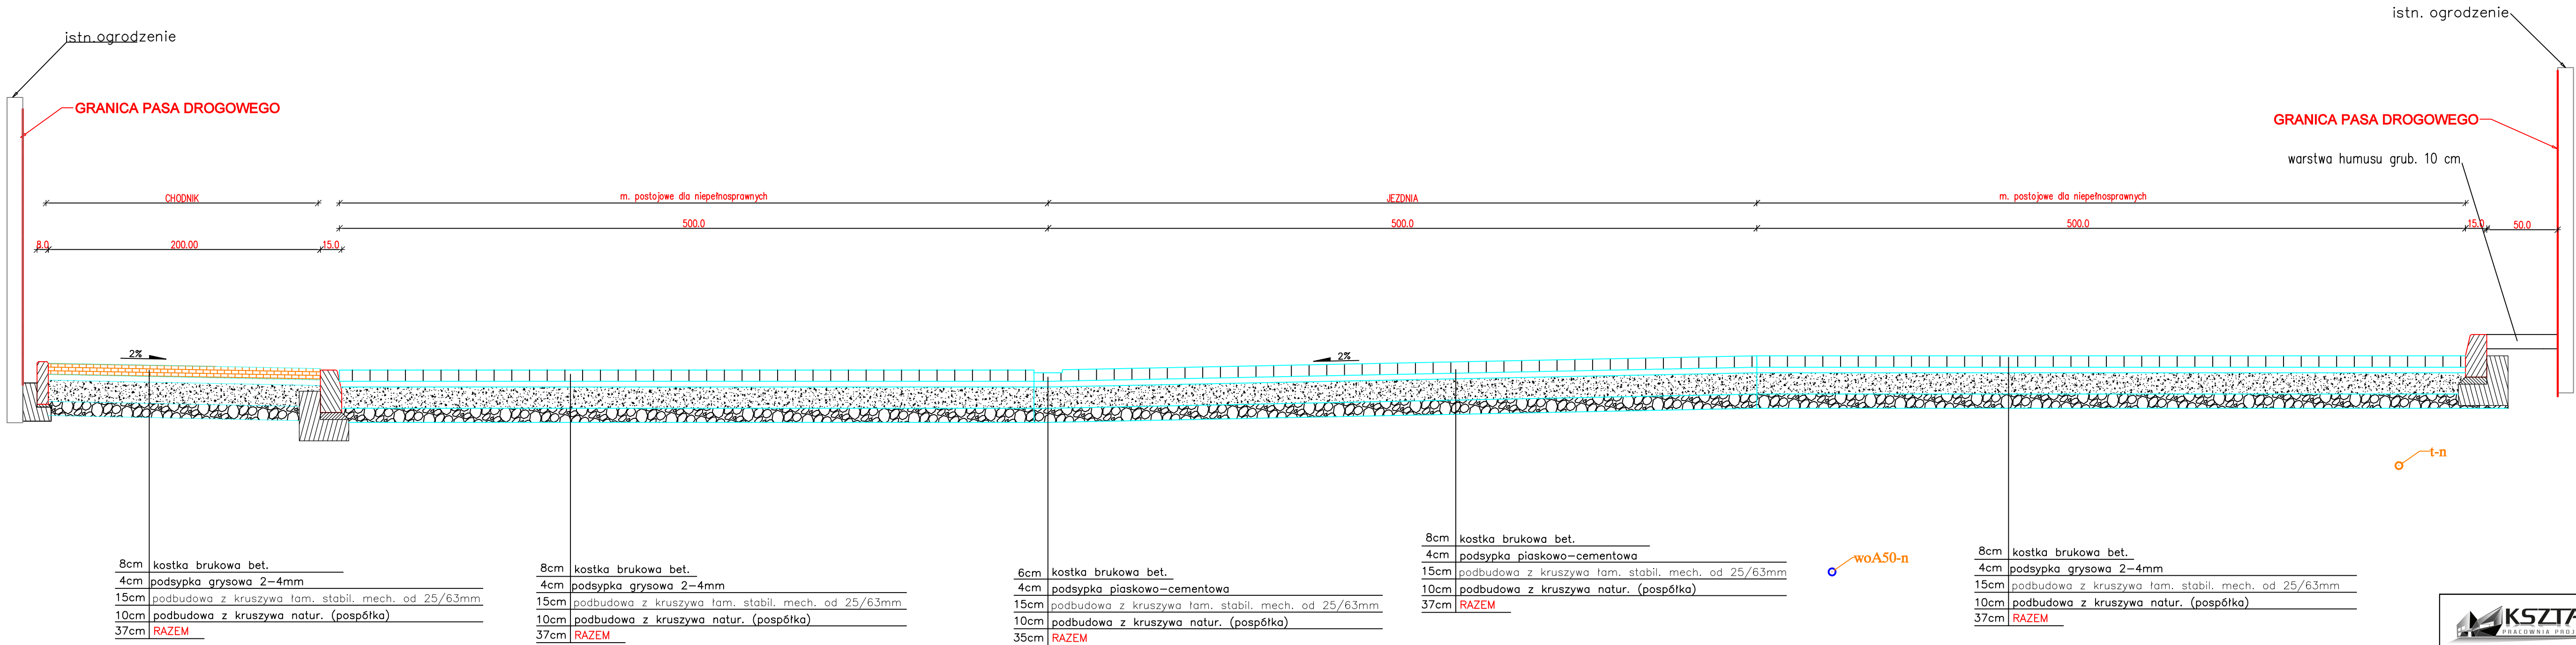 istn. ogrodzenie
istn.ogrodzenie
GRANICA PASA DROGOWEGO
GRANICA PASA DROGOWEGO
warstwa humusu grub. 10 cm
CHODNIK
m. postojowe dla niepełnosprawnych
JEZDNIA
m. postojowe dla niepełnosprawnych
500.0
500.0
500.0
15.0
50.0
8.0
200.00
15.0
2%
2%
t-n
woA50-n
8cm kostka brukowa bet.
4cm podsypka grysowa 2-4mm
15cm podbudowa z kruszywa łam. stabil. mech. od 25/63mm
10cm podbudowa z kruszywa natur. (pospółka)
37cm RAZEM
8cm kostka brukowa bet.
4cm podsypka grysowa 2-4mm
15cm podbudowa z kruszywa łam. stabil. mech. od 25/63mm
10cm podbudowa z kruszywa natur. (pospółka)
37cm RAZEM
6cm kostka brukowa bet.
4cm podsypka piaskowo-cementowa
15cm podbudowa z kruszywa łam. stabil. mech. od 25/63mm
10cm podbudowa z kruszywa natur. (pospółka)
35cm RAZEM
8cm kostka brukowa bet.
4cm podsypka piaskowo-cementowa
15cm podbudowa z kruszywa łam. stabil. mech. od 25/63mm
10cm podbudowa z kruszywa natur. (pospółka)
37cm RAZEM
8cm kostka brukowa bet.
4cm podsypka grysowa 2-4mm
15cm podbudowa z kruszywa łam. stabil. mech. od 25/63mm
10cm podbudowa z kruszywa natur. (pospółka)
37cm RAZEM
KSZTA
PRACOWNIA PROJ